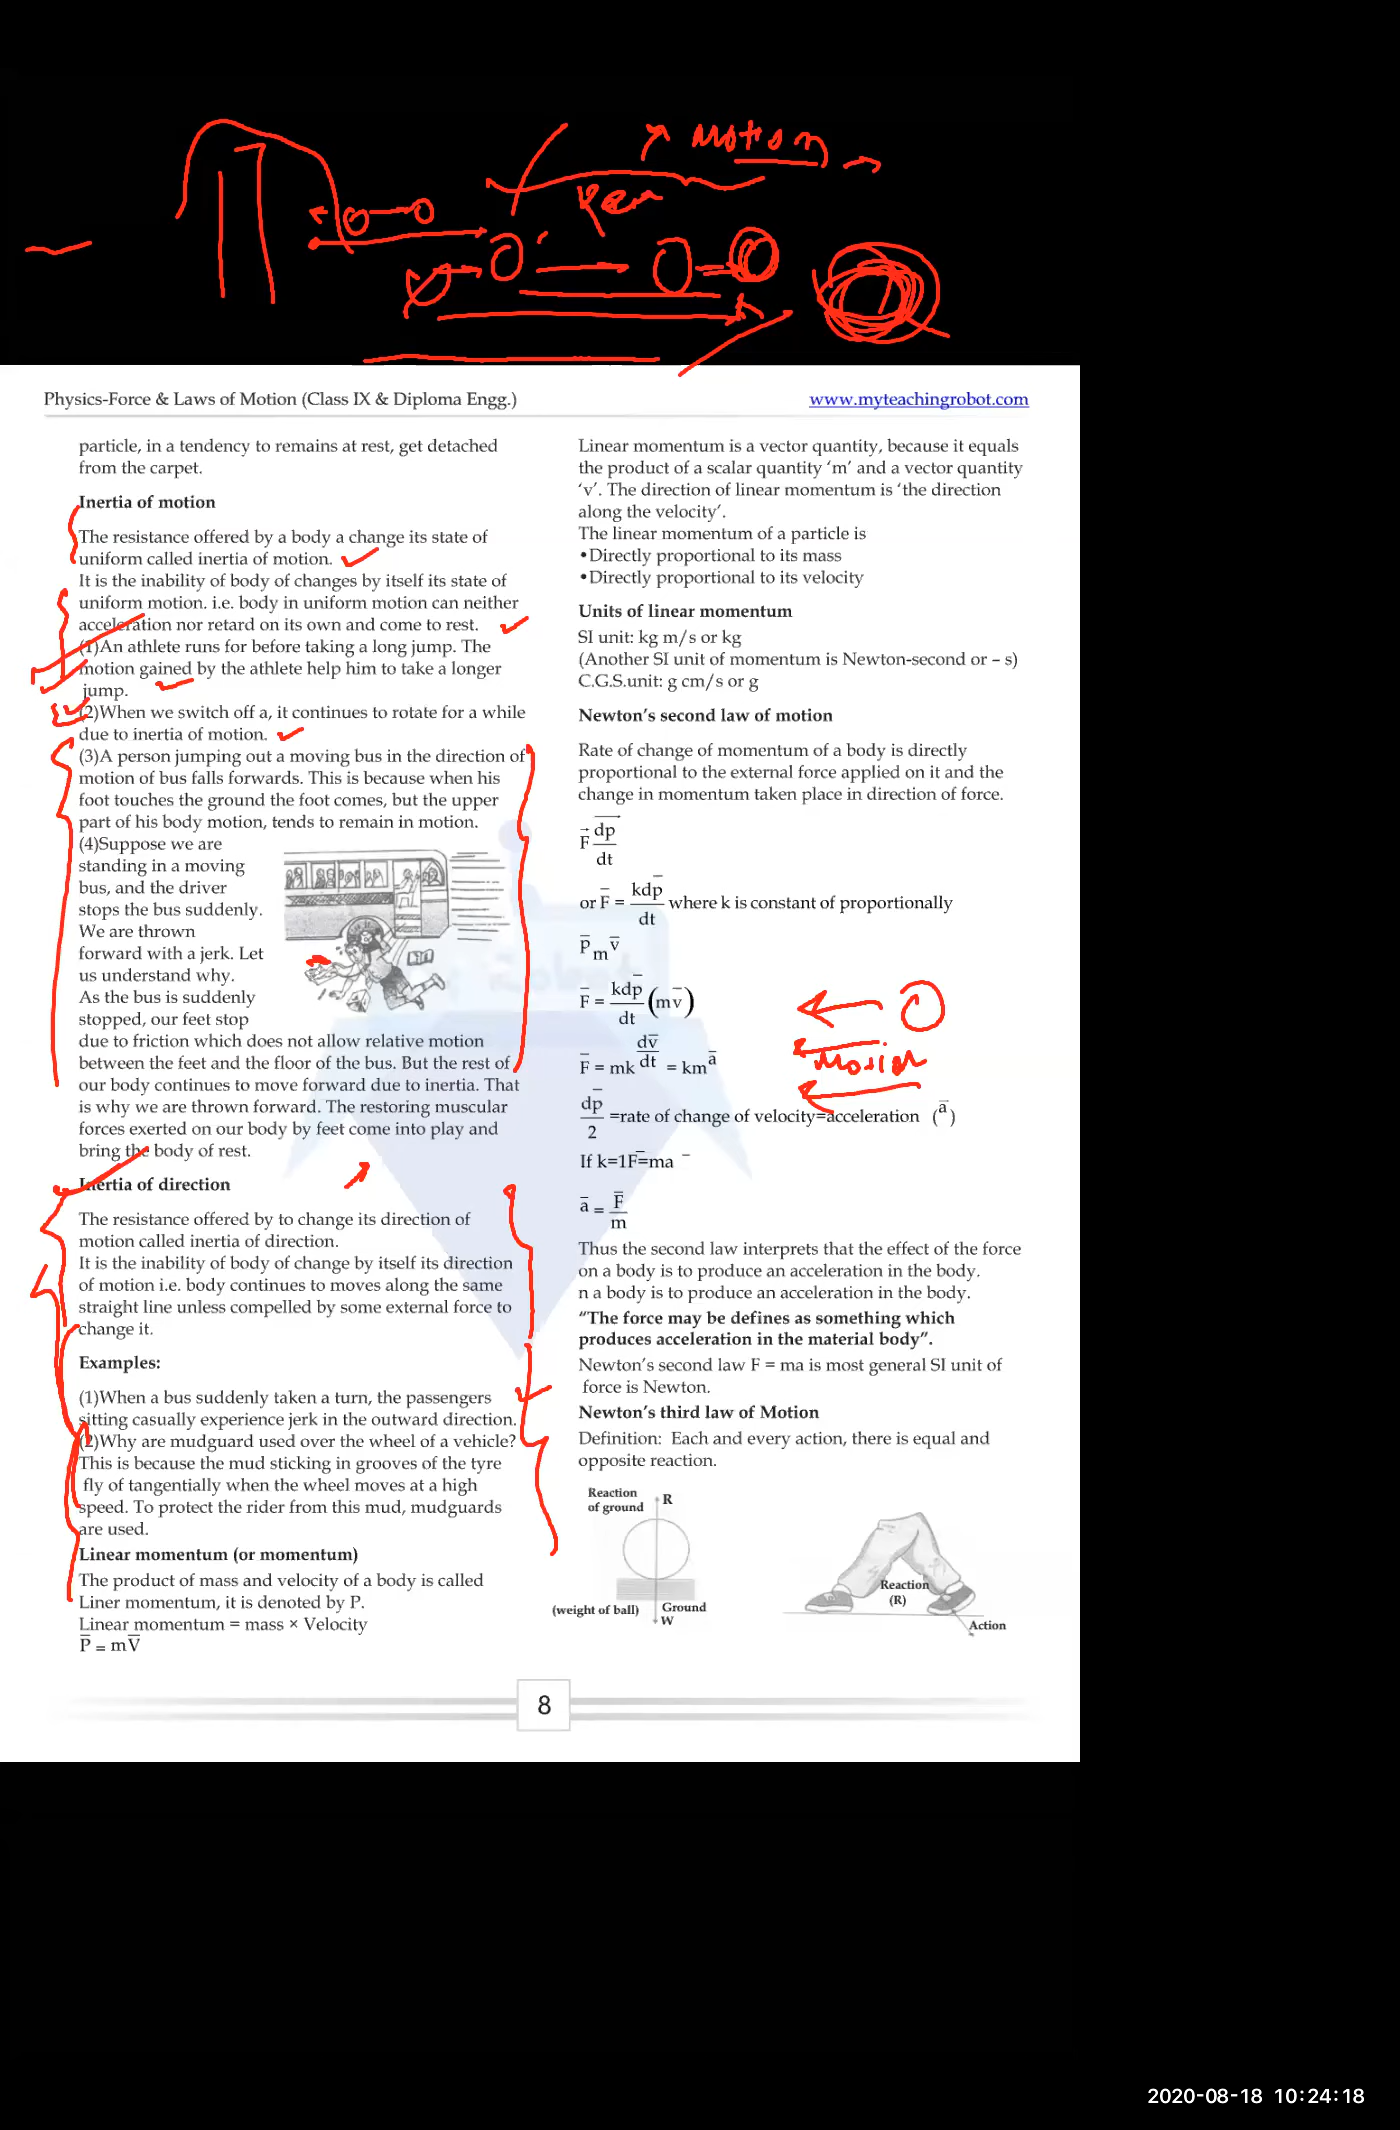 Motion
Physics-Force & Laws of Motion (Class IX & Diploma Engg.)
www.myteachingrobot.com
particle, in a tendency to remains at rest, get detached
from the carpet.
Inertia of motion
The resistance offered by a body a change its state of
uniform called inertia of motion.
It is the inability of body of changes by itself its state of
uniform motion. i.e. body in uniform motion can neither
acceleration nor retard on its own and come to rest.
(1)An athlete runs for before taking a long jump. The
motion gained by the athlete help him to take a longer
jump.
(2)When we switch off a, it continues to rotate for a while
due to inertia of motion.
(3)A person jumping out a moving bus in the direction of
motion of bus falls forwards. This is because when his
foot touches the ground the foot comes, but the upper
part of his body motion, tends to remain in motion.
(4)Suppose we are
standing in a moving
bus, and the driver
stops the bus suddenly.
We are thrown
forward with a jerk. Let
us understand why.
As the bus is suddenly
stopped, our feet stop
due to friction which does not allow relative motion
between the feet and the floor of the bus. But the rest of
our body continues to move forward due to inertia. That
is why we are thrown forward. The restoring muscular
forces exerted on our body by feet come into play and
bring the body of rest.
Inertia of direction
The resistance offered by to change its direction of
motion called inertia of direction.
It is the inability of body of change by itself its direction
of motion i.e. body continues to moves along the same
straight line unless compelled by some external force to
change it.
Examples:
(1)When a bus suddenly taken a turn, the passengers
sitting casually experience jerk in the outward direction.
(2)Why are mudguard used over the wheel of a vehicle?
This is because the mud sticking in grooves of the tyre
fly of tangentially when the wheel moves at a high
speed. To protect the rider from this mud, mudguards
are used.
Linear momentum (or momentum)
The product of mass and velocity of a body is called
Liner momentum, it is denoted by P.
Linear momentum = mass × Velocity
P̅ = mV̅
Linear momentum is a vector quantity, because it equals
the product of a scalar quantity ‘m’ and a vector quantity
‘v’. The direction of linear momentum is ‘the direction
along the velocity’.
The linear momentum of a particle is
•Directly proportional to its mass
•Directly proportional to its velocity
Units of linear momentum
SI unit: kg m/s or kg
(Another SI unit of momentum is Newton-second or – s)
C.G.S.unit: g cm/s or g
Newton’s second law of motion
Rate of change of momentum of a body is directly
proportional to the external force applied on it and the
change in momentum taken place in direction of force.
F⃗ dp/dt
or F̅ = kdp̅/dt where k is constant of proportionally
p̅ m v̅
F̅ = kdp̅/dt (mv̅)
F̅ = mk dv̅/dt = km a̅
Motion
dp̅/2 =rate of change of velocity=acceleration (a̅)
If k=1F̅=ma ¯
a̅ = F̅/m
Thus the second law interprets that the effect of the force
on a body is to produce an acceleration in the body.
n a body is to produce an acceleration in the body.
“The force may be defines as something which
produces acceleration in the material body”.
Newton’s second law F = ma is most general SI unit of
force is Newton.
Newton’s third law of Motion
Definition: Each and every action, there is equal and
opposite reaction.
Reaction
of ground
R
(weight of ball)
Ground
W
Reaction
(R)
Action
8
2020-08-18 10:24:18